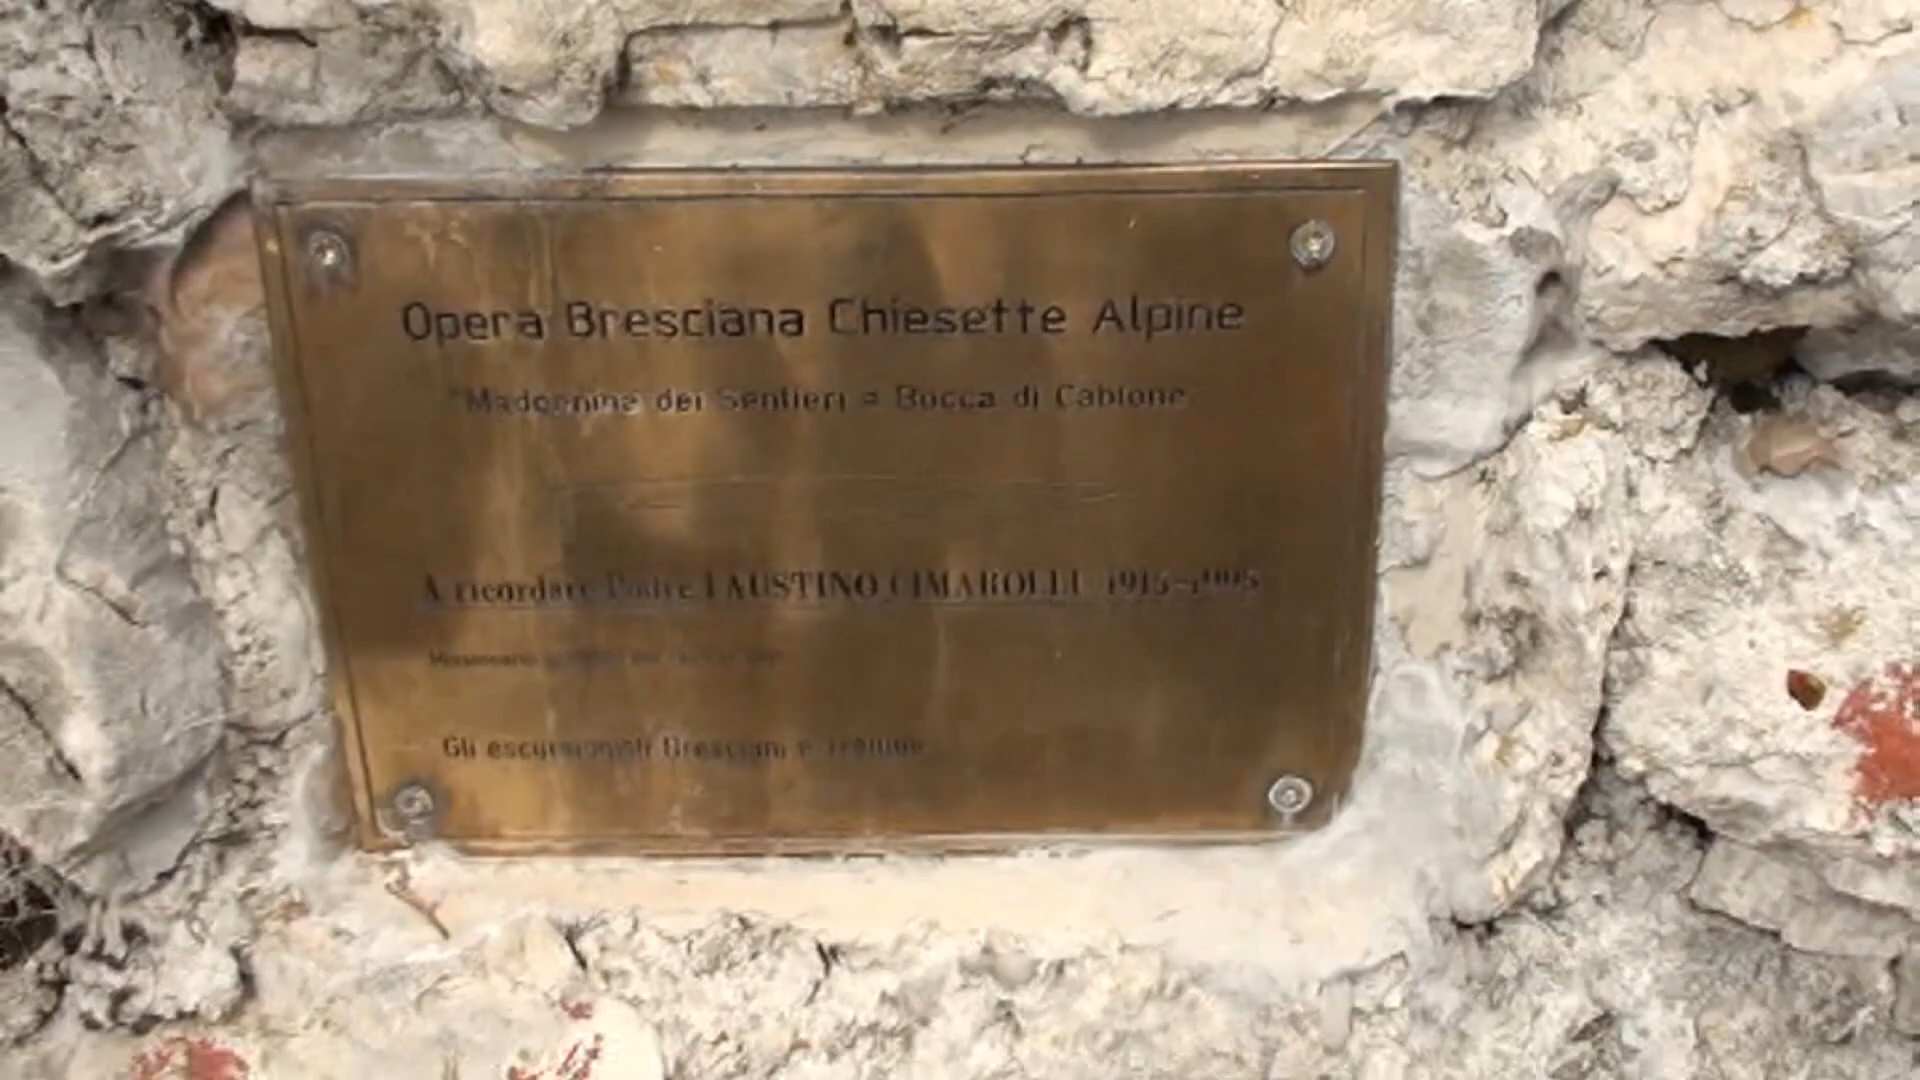 Opera Bresciana Chiesette Alpine
"Madonnina dei Sentieri = Bocca di Cablone
A ricordare Padre FAUSTINO CIMAROLLI 1915-1995
Missionario
Gli escursionisti Bresciani e